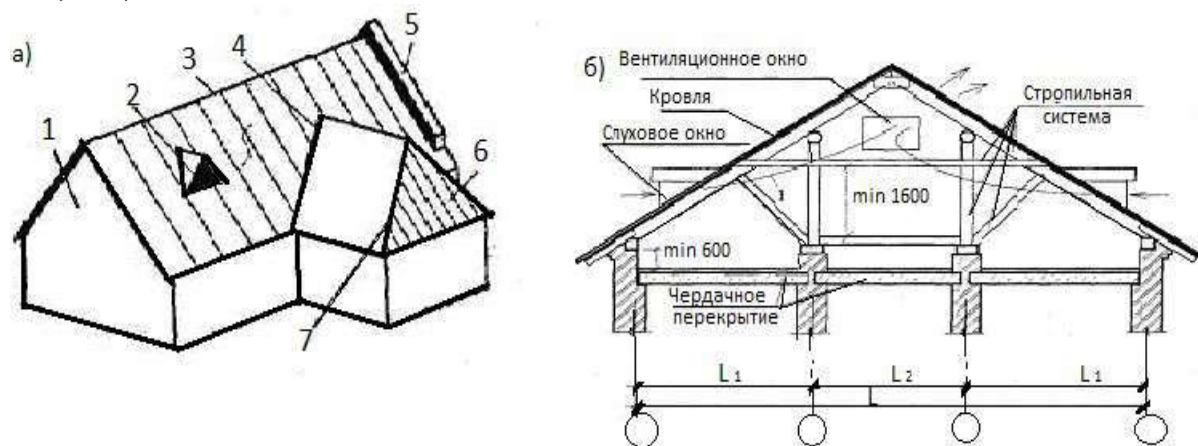 а)
1
2
3
4
5
6
7
б)
Вентиляционное окно
Кровля
Слуховое окно
Стропильная
система
min 1600
min 600
Чердачное
перекрытие
L1
L2
L1
L